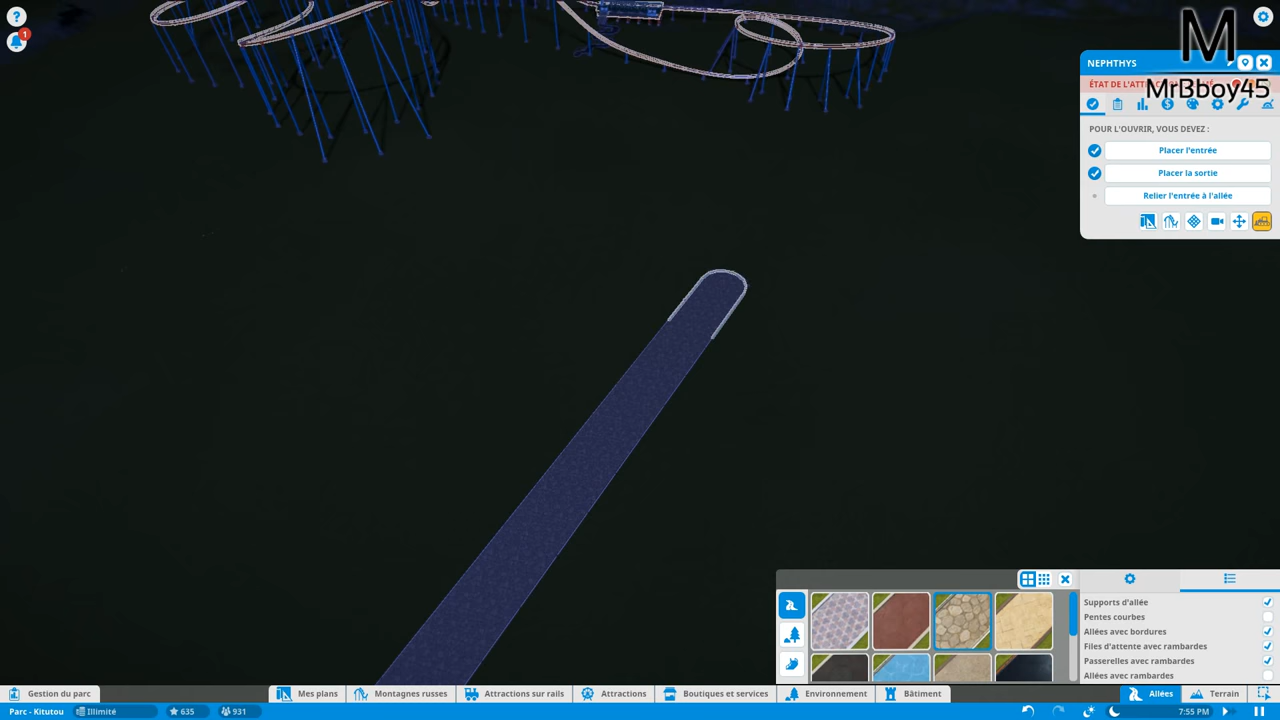 ?
1
M
MrBboy45
NEPHTHYS
ÉTAT DE L'ATT
POUR L'OUVRIR, VOUS DEVEZ :
Placer l'entrée
Placer la sortie
Relier l'entrée à l'allée
Supports d'allée
Pentes courbes
Allées avec bordures
Files d'attente avec rambardes
Passerelles avec rambardes
Allées avec rambardes
Gestion du parc
Mes plans
Montagnes russes
Attractions sur rails
Attractions
Boutiques et services
Environnement
Bâtiment
Allées
Terrain
Parc - Kitutou
Illimité
635
931
7:55 PM